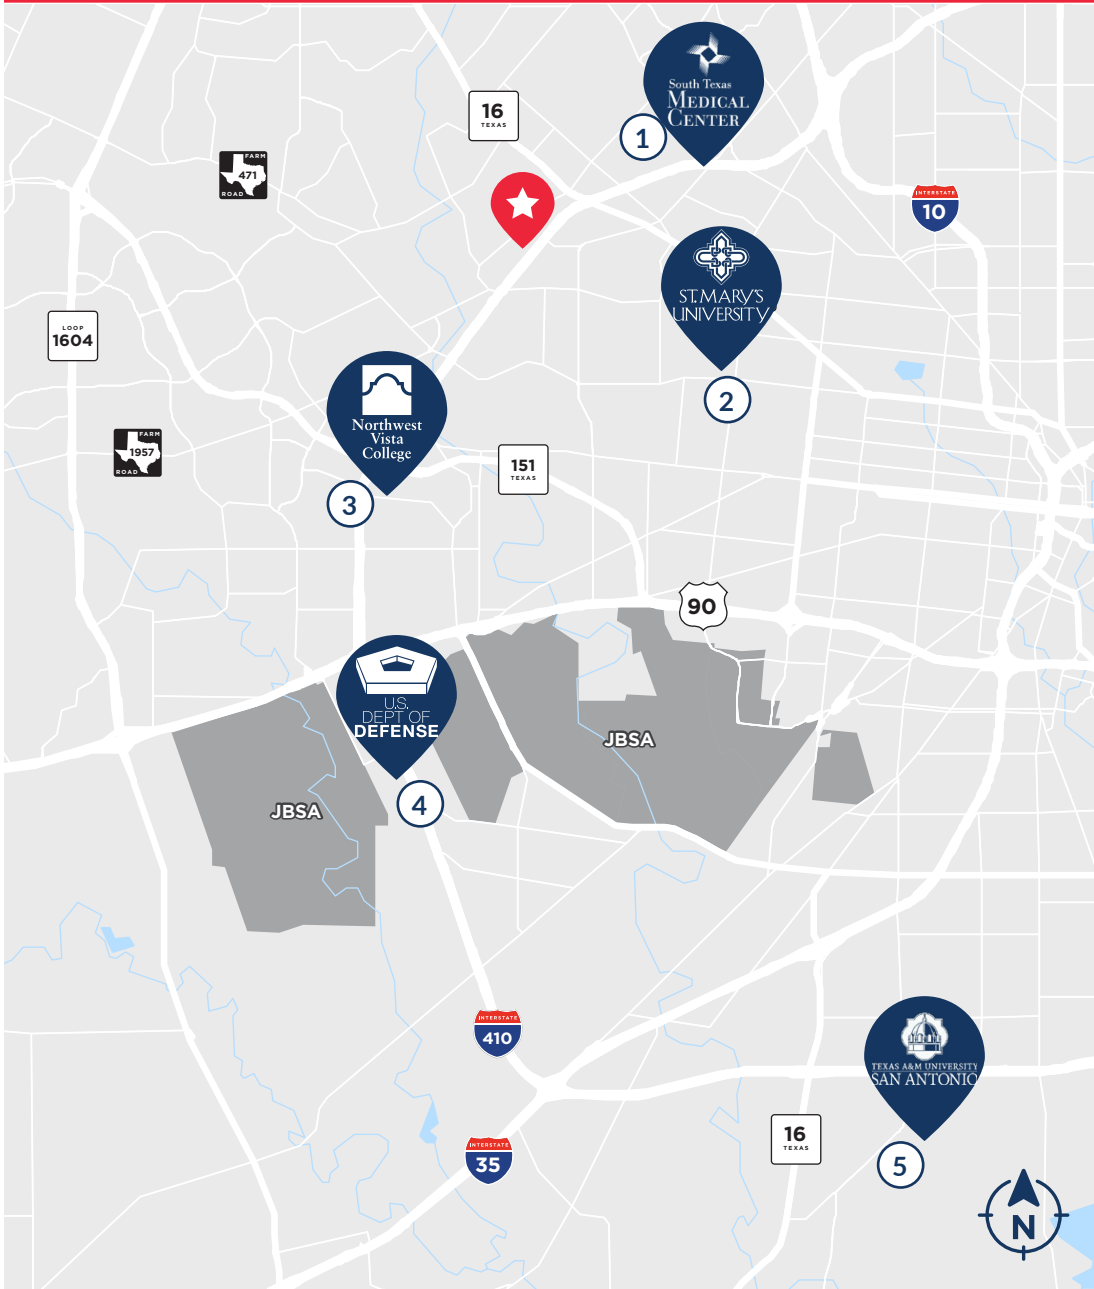 South Texas
MEDICAL
CENTER
1
16
TEXAS
FARM
471
ROAD
INTERSTATE
10
ST. MARY'S
UNIVERSITY
2
LOOP
1604
Northwest
Vista
College
3
FARM
1957
ROAD
151
TEXAS
90
U.S.
DEPT OF
DEFENSE
4
JBSA
JBSA
INTERSTATE
410
TEXAS A&M UNIVERSITY
SAN ANTONIO
5
16
TEXAS
INTERSTATE
35
N